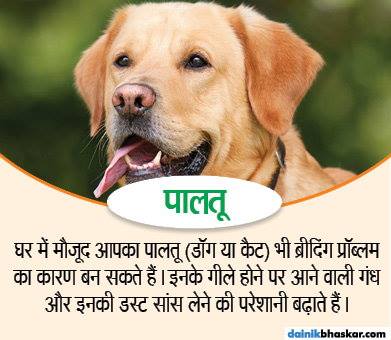 पालतू
घर में मौजूद आपका पालतू (डॉग या कैट) भी ब्रीदिंग प्रॉब्लम
का कारण बन सकते हैं। इनके गीले होने पर आने वाली गंध
और इनकी डस्ट सांस लेने की परेशानी बढ़ाते हैं।
dainikbhaskar.com